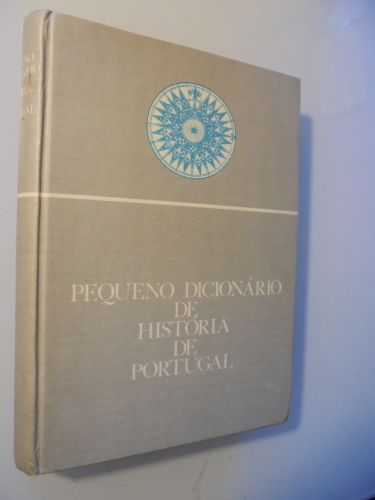 PEQUENO DICIONÁRIO
DE
HISTÓRIA
DE
PORTUGAL